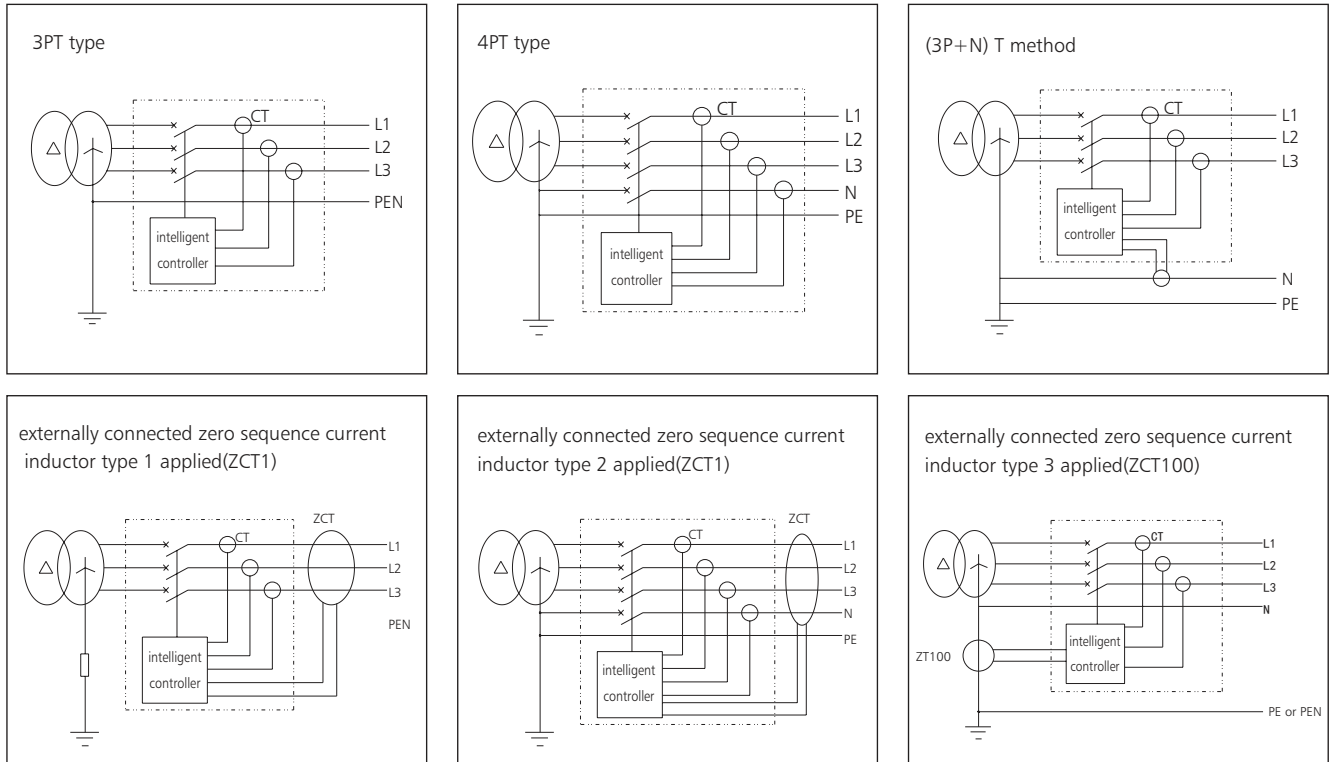 3PT type
CT
L1
L2
L3
PEN
intelligent
controller
4PT type
CT
L1
L2
L3
N
PE
intelligent
controller
(3P+N) T method
CT
L1
L2
L3
intelligent
controller
N
PE
externally connected zero sequence current
inductor type 1 applied(ZCT1)
ZCT
CT
L1
L2
L3
PEN
intelligent
controller
externally connected zero sequence current
inductor type 2 applied(ZCT1)
ZCT
CT
L1
L2
L3
N
PE
intelligent
controller
externally connected zero sequence current
inductor type 3 applied(ZCT100)
CT
L1
L2
L3
N
ZT100
intelligent
controller
PE or PEN